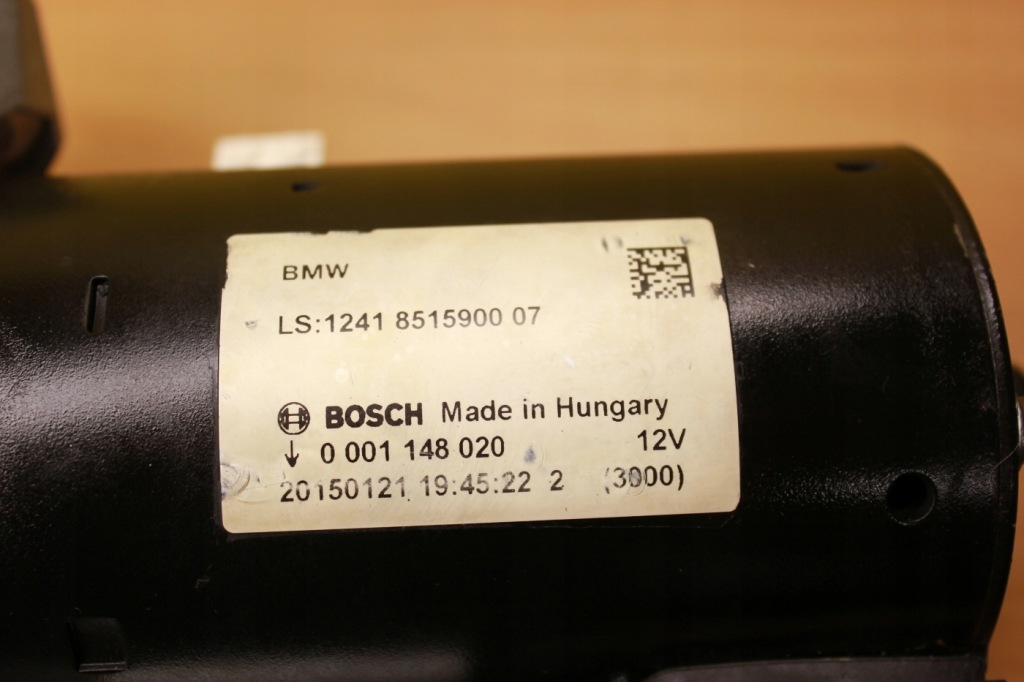 BMW
LS:1241 8515900 07
BOSCH Made in Hungary
↓ 0 001 148 020 12V
20150121 19:45:22 2 (3000)